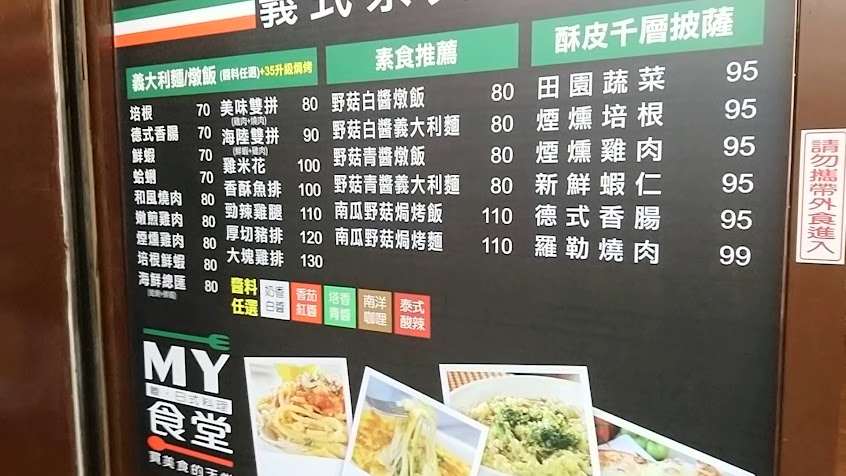 義式
義大利麵/燉飯 (醬料任選)+35升級焗烤
培根 70
德式香腸 70
鮮蝦 70
蛤蜊 70
和風燒肉 80
嫩煎雞肉 80
煙燻雞肉 80
培根鮮蝦 80
海鮮總匯 80
美味雙拼 80
(雞肉+燒肉)
海陸雙拼 90
(鮮蝦+雞肉)
雞米花 100
香酥魚排 100
勁辣雞腿 110
厚切豬排 120
大塊雞排 130
醬料任選
奶香白醬
香茄紅醬
塔香青醬
南洋咖哩
泰式酸辣
素食推薦
野菇白醬燉飯 80
野菇白醬義大利麵 80
野菇青醬燉飯 80
野菇青醬義大利麵 80
南瓜野菇焗烤飯 110
南瓜野菇焗烤麵 110
酥皮千層披薩
田園蔬菜 95
煙燻培根 95
煙燻雞肉 95
新鮮蝦仁 95
德式香腸 95
羅勒燒肉 99
請勿攜帶外食進入
MY
義‧日式料理
食堂